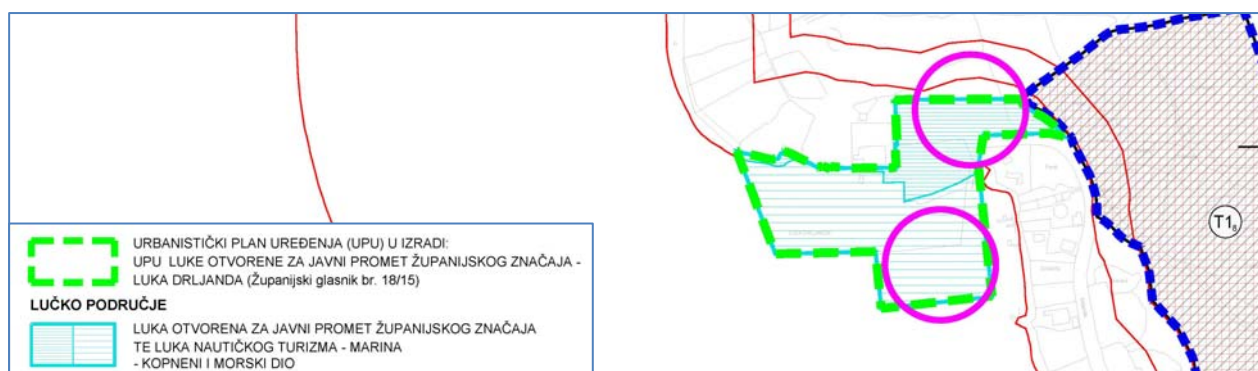 URBANISTIČKI PLAN UREĐENJA (UPU) U IZRADI:
UPU LUKE OTVORENE ZA JAVNI PROMET ŽUPANIJSKOG ZNAČAJA -
LUKA DRLJANDA (Županijski glasnik br. 18/15)
LUČKO PODRUČJE
LUKA OTVORENA ZA JAVNI PROMET ŽUPANIJSKOG ZNAČAJA
TE LUKA NAUTIČKOG TURIZMA - MARINA
- KOPNENI I MORSKI DIO
T1₈